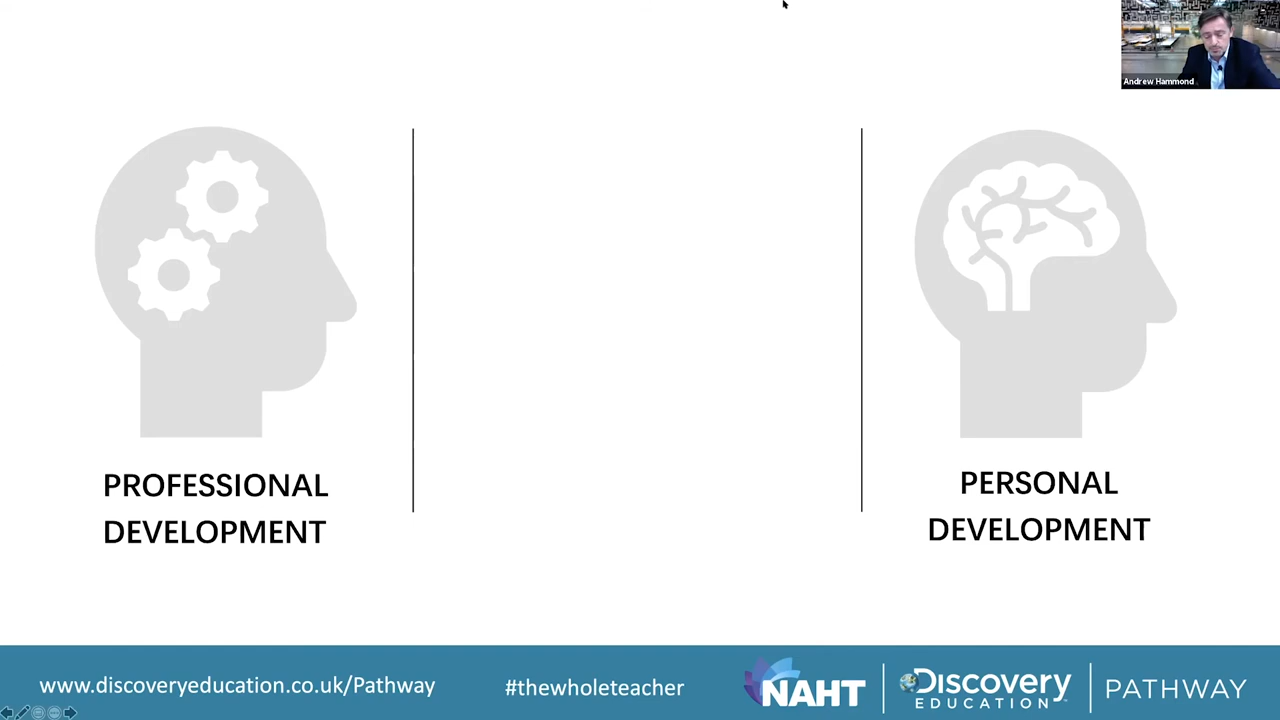 Andrew Hammond
PROFESSIONAL
DEVELOPMENT
PERSONAL
DEVELOPMENT
www.discoveryeducation.co.uk/Pathway
#thewholeteacher
NAHT
Discovery
EDUCATION
PATHWAY